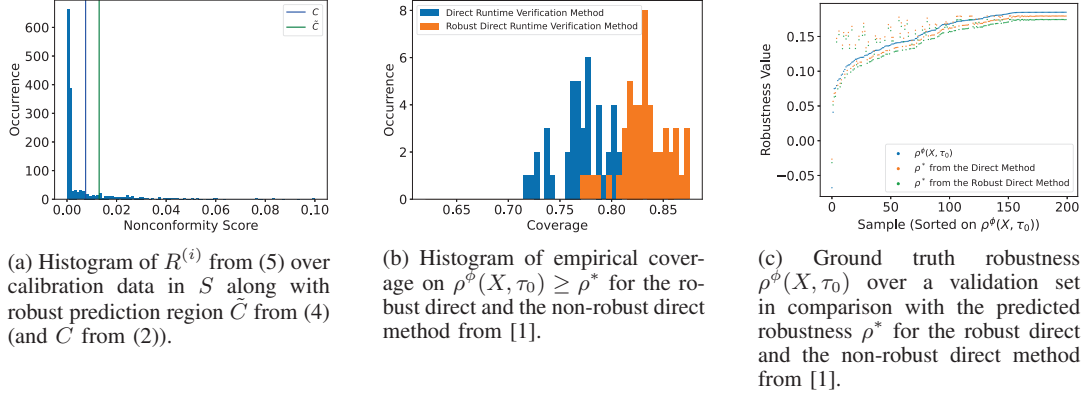 C
C̃
Occurrence
600
500
400
300
200
100
0
0.00 0.02 0.04 0.06 0.08 0.10
Nonconformity Score
(a) Histogram of R^(i) from (5) over
calibration data in S along with
robust prediction region C̃ from (4)
(and C from (2)).
Direct Runtime Verification Method
Robust Direct Runtime Verification Method
Occurrence
8
6
4
2
0
0.65 0.70 0.75 0.80 0.85
Coverage
(b) Histogram of empirical cover-
age on ρ^ϕ(X, τ₀) ≥ ρ* for the ro-
bust direct and the non-robust direct
method from [1].
Robustness Value
0.15
0.10
0.05
0.00
−0.05
ρ^ϕ(X, τ₀)
ρ* from the Direct Method
ρ* from the Robust Direct Method
0 50 100 150 200
Sample (Sorted on ρ^ϕ(X, τ₀))
(c) Ground truth robustness
ρ^ϕ(X, τ₀) over a validation set
in comparison with the predicted
robustness ρ* for the robust direct
and the non-robust direct method
from [1].